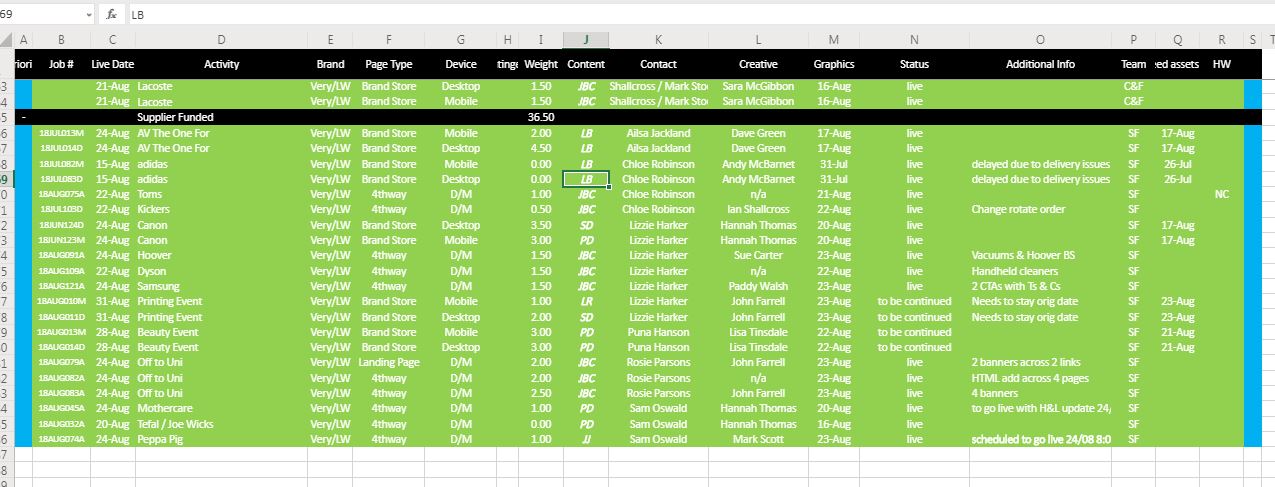 69 fx LB
A B C D E F G H I J K L M N O P Q R S T
riori Job # Live Date Activity Brand Page Type Device tinge Weight Content Contact Creative Graphics Status Additional Info Team ed assets HW
3 21-Aug Lacoste Very/LW Brand Store Desktop 1.50 JBC Shallcross / Mark Sto Sara McGibbon 16-Aug live C&F
4 21-Aug Lacoste Very/LW Brand Store Mobile 1.50 JBC Shallcross / Mark Sto Sara McGibbon 16-Aug live C&F
5 - Supplier Funded 36.50
6 18JUL013M 24-Aug AV The One For Very/LW Brand Store Mobile 2.00 LB Ailsa Jackland Dave Green 17-Aug live SF 17-Aug
7 18JUL014D 24-Aug AV The One For Very/LW Brand Store Desktop 4.50 LB Ailsa Jackland Dave Green 17-Aug live SF 17-Aug
8 18JUL082M 15-Aug adidas Very/LW Brand Store Mobile 0.00 LB Chloe Robinson Andy McBarnet 31-Jul live delayed due to delivery issues SF 26-Jul
69 18JUL083D 15-Aug adidas Very/LW Brand Store Desktop 0.00 LB Chloe Robinson Andy McBarnet 31-Jul live delayed due to delivery issues SF 26-Jul
0 18AUG075A 22-Aug Toms Very/LW 4thway D/M 1.00 JBC Chloe Robinson n/a 21-Aug live SF NC
1 18JUL103D 22-Aug Kickers Very/LW 4thway D/M 0.50 JBC Chloe Robinson Ian Shallcross 22-Aug live Change rotate order SF
2 18JUN124D 24-Aug Canon Very/LW Brand Store Desktop 3.50 SD Lizzie Harker Hannah Thomas 20-Aug live SF 17-Aug
3 18JUN123M 24-Aug Canon Very/LW Brand Store Mobile 3.00 PD Lizzie Harker Hannah Thomas 20-Aug live SF 17-Aug
4 18AUG091A 24-Aug Hoover Very/LW 4thway D/M 1.50 JBC Lizzie Harker Sue Carter 23-Aug live Vacuums & Hoover BS SF
5 18AUG109A 22-Aug Dyson Very/LW 4thway D/M 1.50 JBC Lizzie Harker n/a 22-Aug live Handheld cleaners SF
6 18AUG121A 24-Aug Samsung Very/LW 4thway D/M 1.50 JBC Lizzie Harker Paddy Walsh 23-Aug live 2 CTAs with Ts & Cs SF
7 18AUG010M 31-Aug Printing Event Very/LW Brand Store Mobile 1.00 LR Lizzie Harker John Farrell 23-Aug to be continued Needs to stay orig date SF 23-Aug
8 18AUG011D 31-Aug Printing Event Very/LW Brand Store Desktop 2.00 SD Lizzie Harker John Farrell 23-Aug to be continued Needs to stay orig date SF 23-Aug
9 18AUG013M 28-Aug Beauty Event Very/LW Brand Store Mobile 3.00 PD Puna Hanson Lisa Tinsdale 22-Aug to be continued SF 21-Aug
0 18AUG014D 28-Aug Beauty Event Very/LW Brand Store Desktop 3.00 PD Puna Hanson Lisa Tinsdale 22-Aug to be continued SF 21-Aug
1 18AUG079A 24-Aug Off to Uni Very/LW Landing Page D/M 2.00 JBC Rosie Parsons John Farrell 23-Aug live 2 banners across 2 links SF
2 18AUG082A 24-Aug Off to Uni Very/LW 4thway D/M 2.00 JBC Rosie Parsons n/a 23-Aug live HTML add across 4 pages SF
3 18AUG083A 24-Aug Off to Uni Very/LW 4thway D/M 2.50 JBC Rosie Parsons John Farrell 23-Aug live 4 banners SF
4 18AUG045A 24-Aug Mothercare Very/LW 4thway D/M 1.00 PD Sam Oswald Hannah Thomas 20-Aug live to go live with H&L update 24/ SF
5 18AUG032A 20-Aug Tefal / Joe Wicks Very/LW 4thway D/M 0.00 PD Sam Oswald Hannah Thomas 16-Aug live SF
6 18AUG074A 24-Aug Peppa Pig Very/LW 4thway D/M 1.00 JJ Sam Oswald Mark Scott 23-Aug live scheduled to go live 24/08 8:0 SF
7
8
9